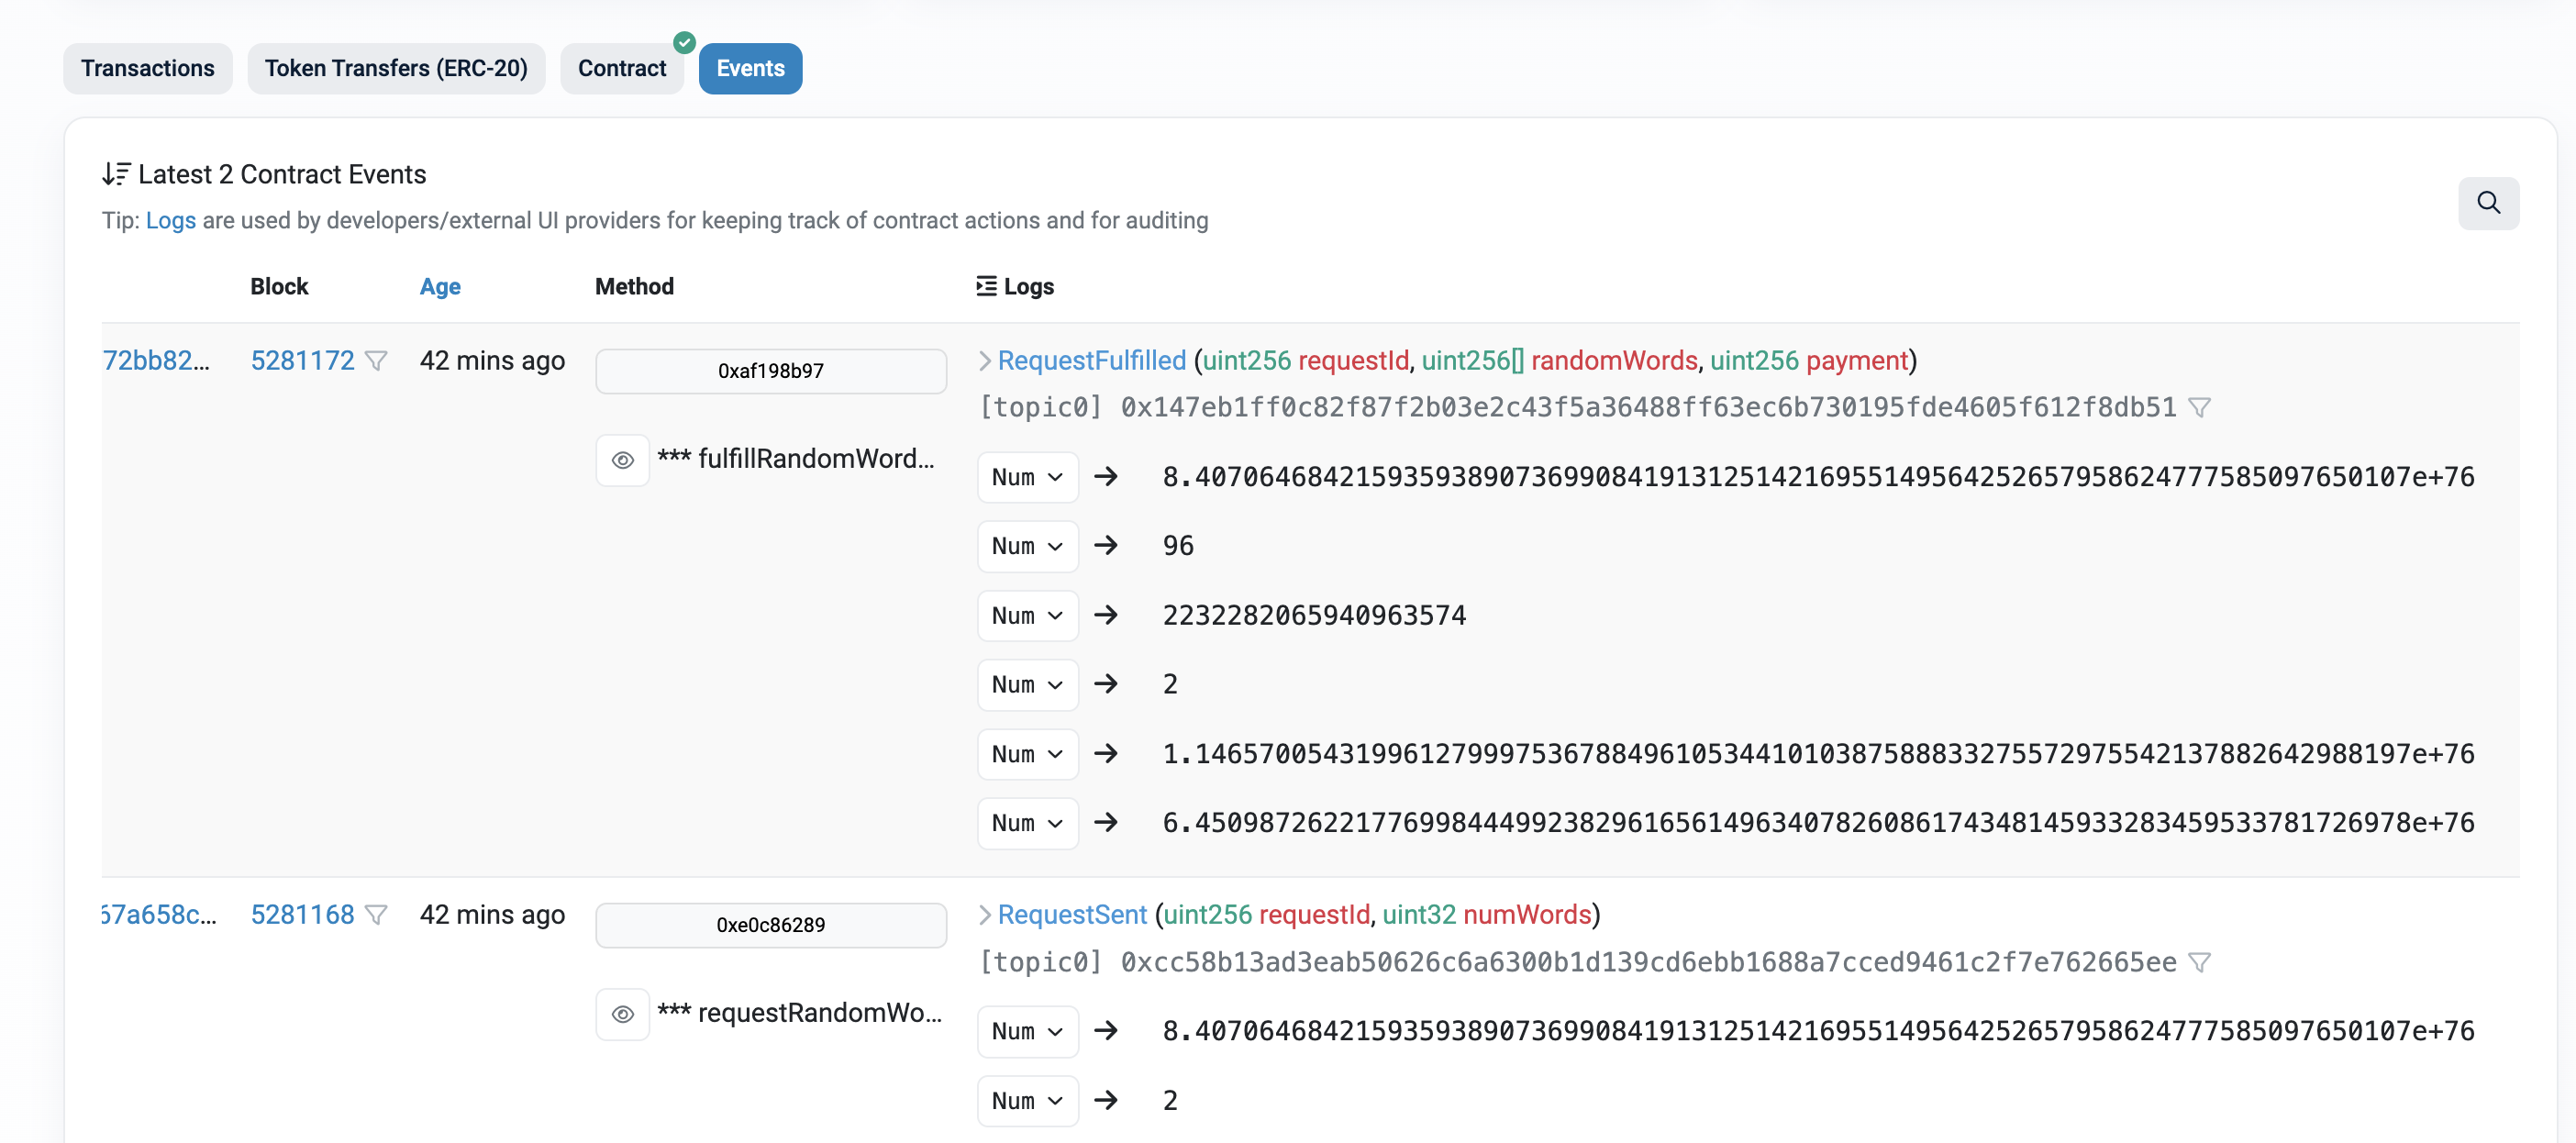 Transactions Token Transfers (ERC-20) Contract Events
Latest 2 Contract Events
Tip: Logs are used by developers/external UI providers for keeping track of contract actions and for auditing
Block Age Method Logs
72bb82... 5281172 42 mins ago 0xaf198b97 RequestFulfilled (uint256 requestId, uint256[] randomWords, uint256 payment)
[topic0] 0x147eb1ff0c82f87f2b03e2c43f5a36488ff63ec6b730195fde4605f612f8db51
*** fulfillRandomWord... Num 8.4070646842159359389073699084191312514216955149564252657958624777585097650107e+76
Num 96
Num 2232282065940963574
Num 2
Num 1.1465700543199612799975367884961053441010387588833275572975542137882642988197e+76
Num 6.4509872622177699844499238296165614963407826086174348145933283459533781726978e+76
67a658c... 5281168 42 mins ago 0xe0c86289 RequestSent (uint256 requestId, uint32 numWords)
[topic0] 0xcc58b13ad3eab50626c6a6300b1d139cd6ebb1688a7cced9461c2f7e762665ee
*** requestRandomWo... Num 8.4070646842159359389073699084191312514216955149564252657958624777585097650107e+76
Num 2